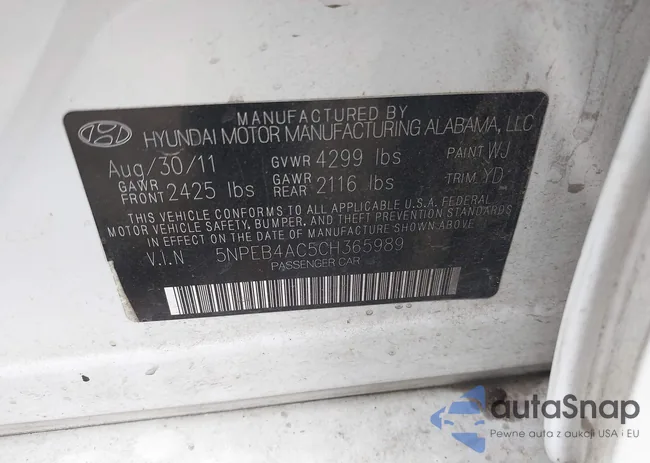 MANUFACTURED BY
HYUNDAI MOTOR MANUFACTURING ALABAMA, LLC
Aug/30/11 GVWR 4299 lbs PAINT WJ
GAWR FRONT 2425 lbs GAWR REAR 2116 lbs TRIM YD
THIS VEHICLE CONFORMS TO ALL APPLICABLE U.S.A. FEDERAL
MOTOR VEHICLE SAFETY, BUMPER, AND THEFT PREVENTION STANDARDS
IN EFFECT ON THE DATE OF MANUFACTURE SHOWN ABOVE.
V.I.N 5NPEB4AC5CH365989
PASSENGER CAR
autaSnap
Pewne auta z aukcji USA i EU